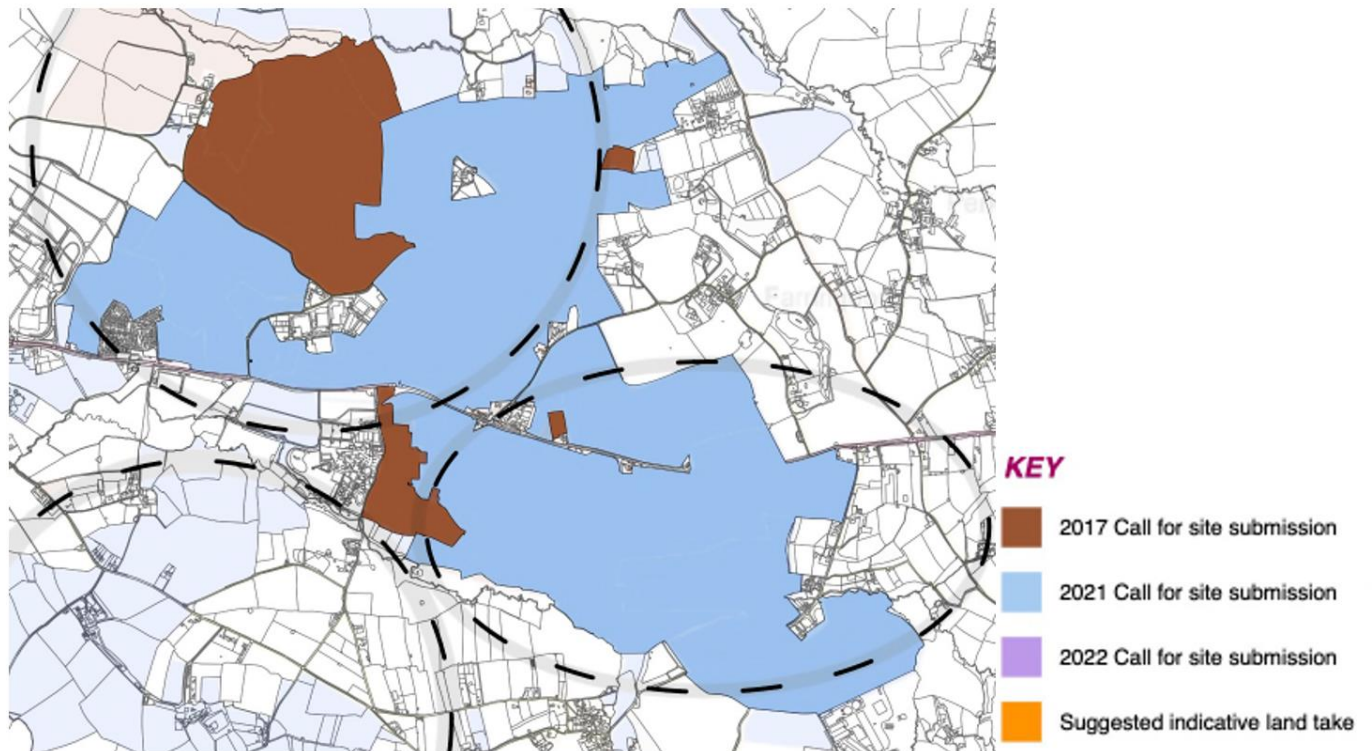 KEY
2017 Call for site submission
2021 Call for site submission
2022 Call for site submission
Suggested indicative land take